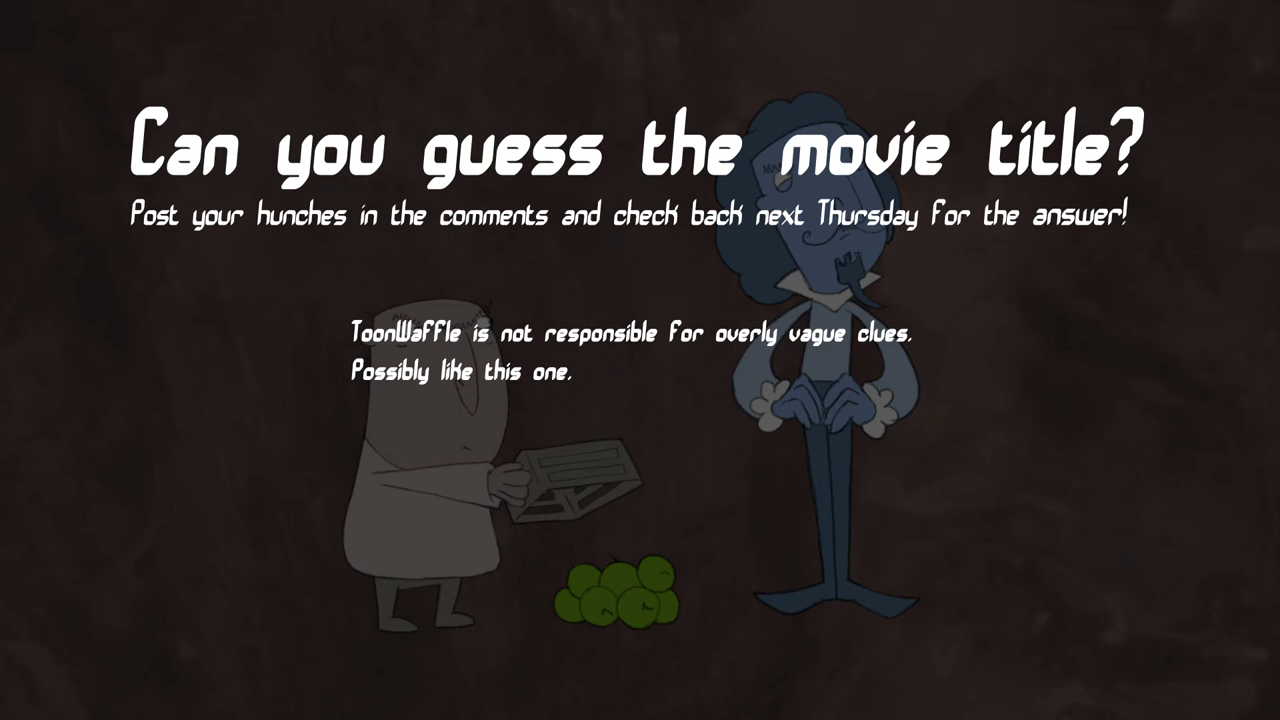 Can you guess the movie title?
Post your hunches in the comments and check back next Thursday for the answer!
ToonWaffle is not responsible for overly vague clues.
Possibly like this one.